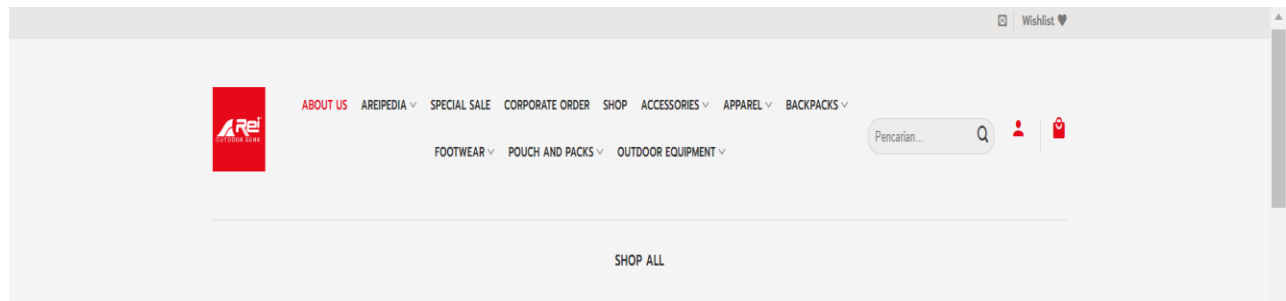 Wishlist
ABOUT US AREIPEDIA SPECIAL SALE CORPORATE ORDER SHOP ACCESSORIES APPAREL BACKPACKS
ARei
OUTDOOR GEAR
Pencarian...
FOOTWEAR POUCH AND PACKS OUTDOOR EQUIPMENT
SHOP ALL